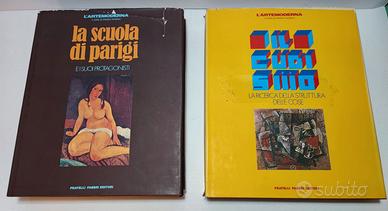 L'ARTEMODERNA
la scuola
di parigi
E I SUOI PROTAGONISTI
FRATELLI FABBRI EDITORI
L'ARTEMODERNA
IL
CUBI
SMO
LA RICERCA DELLA STRUTTURA
DELLE COSE
FRATELLI FABBRI EDITORI
subito